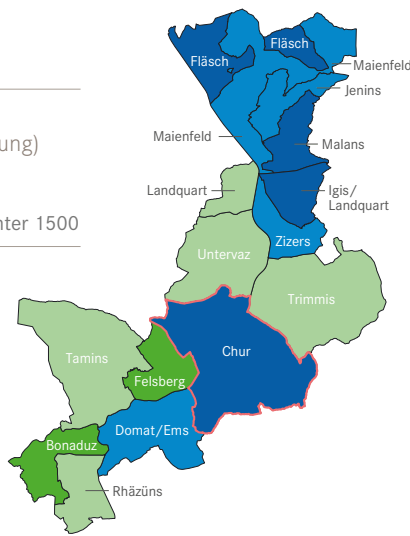 Fläsch
Fläsch
Maienfeld
Jenins
ung)
Maienfeld
Malans
Landquart
Igis/
Landquart
nter 1500
Zizers
Untervaz
Trimmis
Chur
Tamins
Felsberg
Domat/Ems
Bonaduz
Rhäzüns